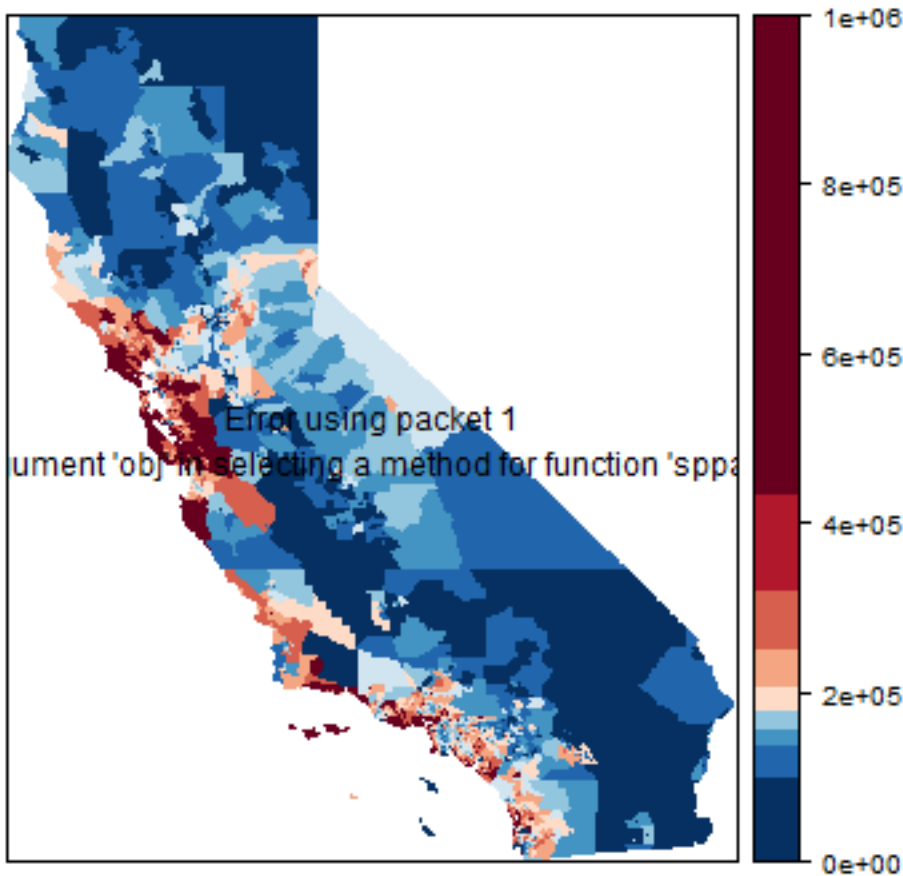 1e+06
8e+05
6e+05
Error using packet 1
ument 'obj' in selecting a method for function 'sppa
4e+05
2e+05
0e+00